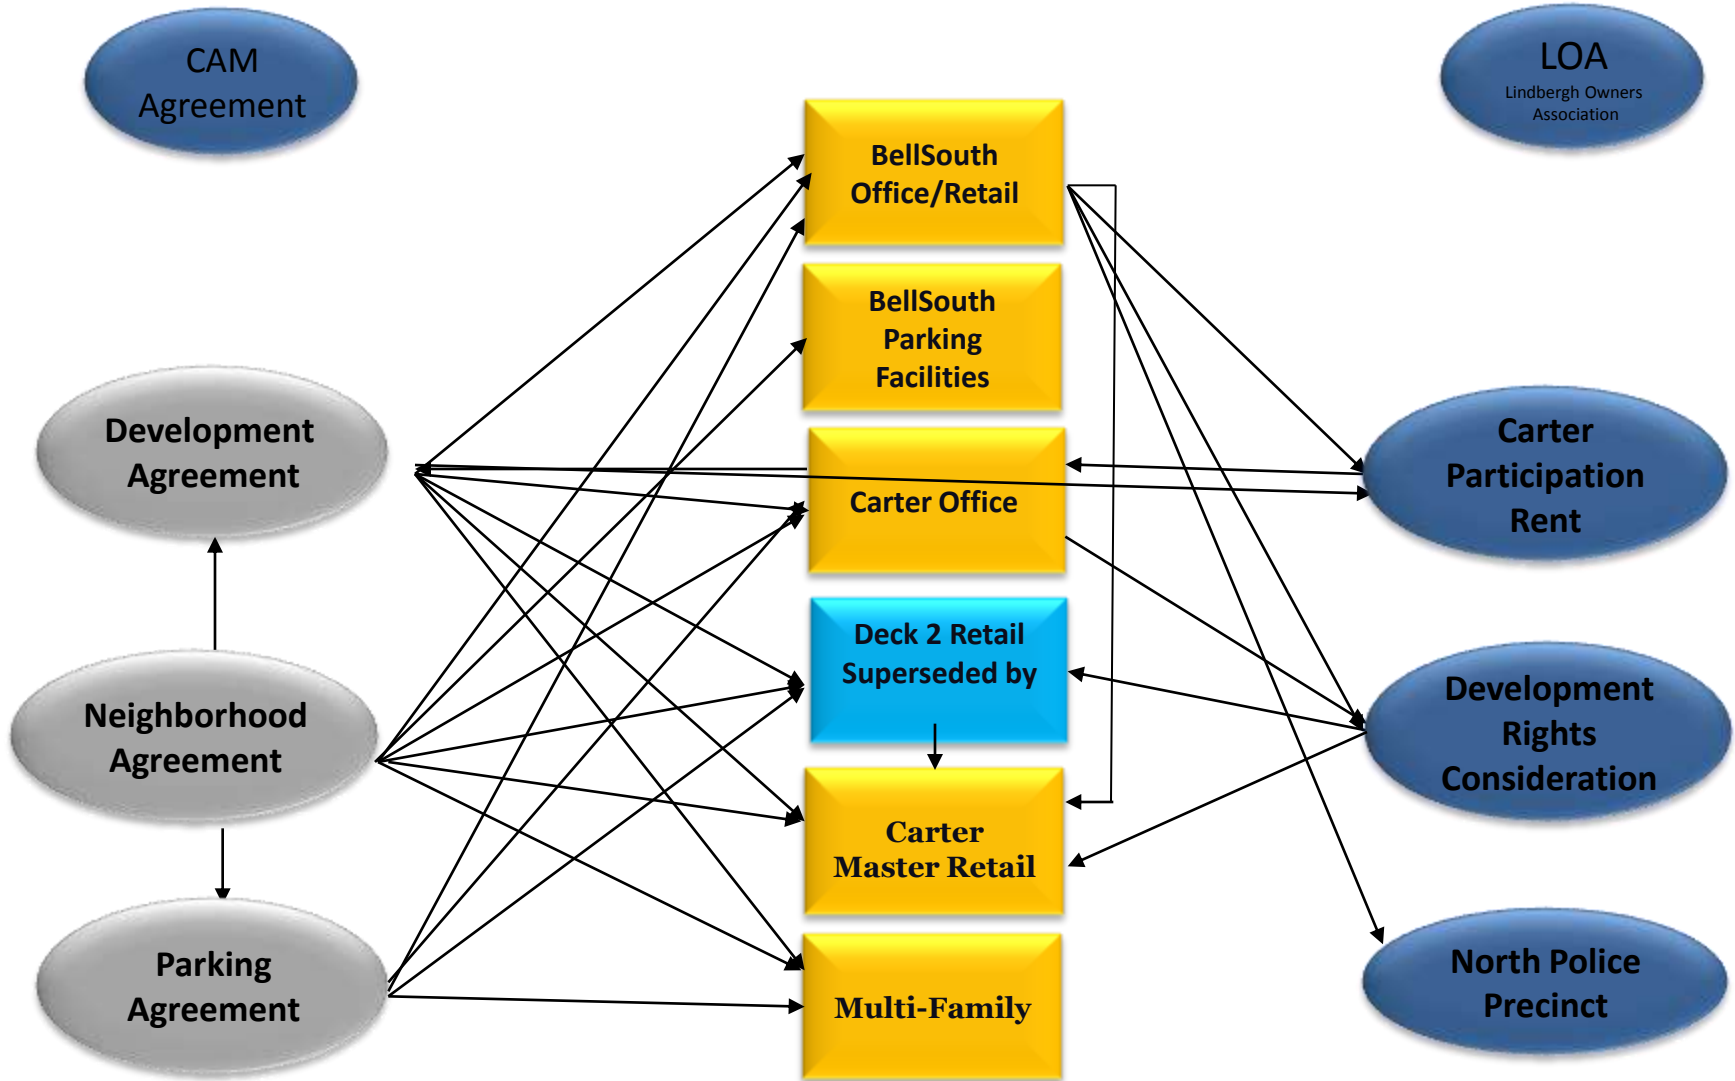 CAM
Agreement
LOA
Lindbergh Owners
Association
BellSouth
Office/Retail
BellSouth
Parking
Facilities
Development
Agreement
Carter Office
Carter
Participation
Rent
Deck 2 Retail
Superseded by
Neighborhood
Agreement
Development
Rights
Consideration
Carter
Master Retail
Parking
Agreement
Multi-Family
North Police
Precinct